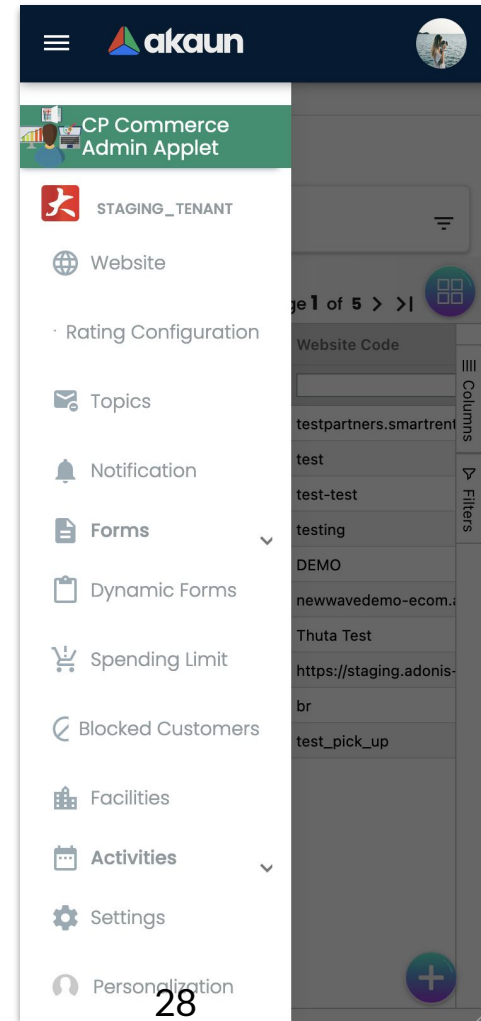 akaun
CP Commerce
Admin Applet
STAGING_TENANT
Website
Rating Configuration
Topics
Notification
Forms
Dynamic Forms
Spending Limit
Blocked Customers
Facilities
Activities
Settings
Personalization
28
ge 1 of 5
Website Code
testpartners.smartrent
test
test-test
testing
DEMO
newwavedemo-ecom.a
Thuta Test
https://staging.adonis-
br
test_pick_up
Columns
Filters